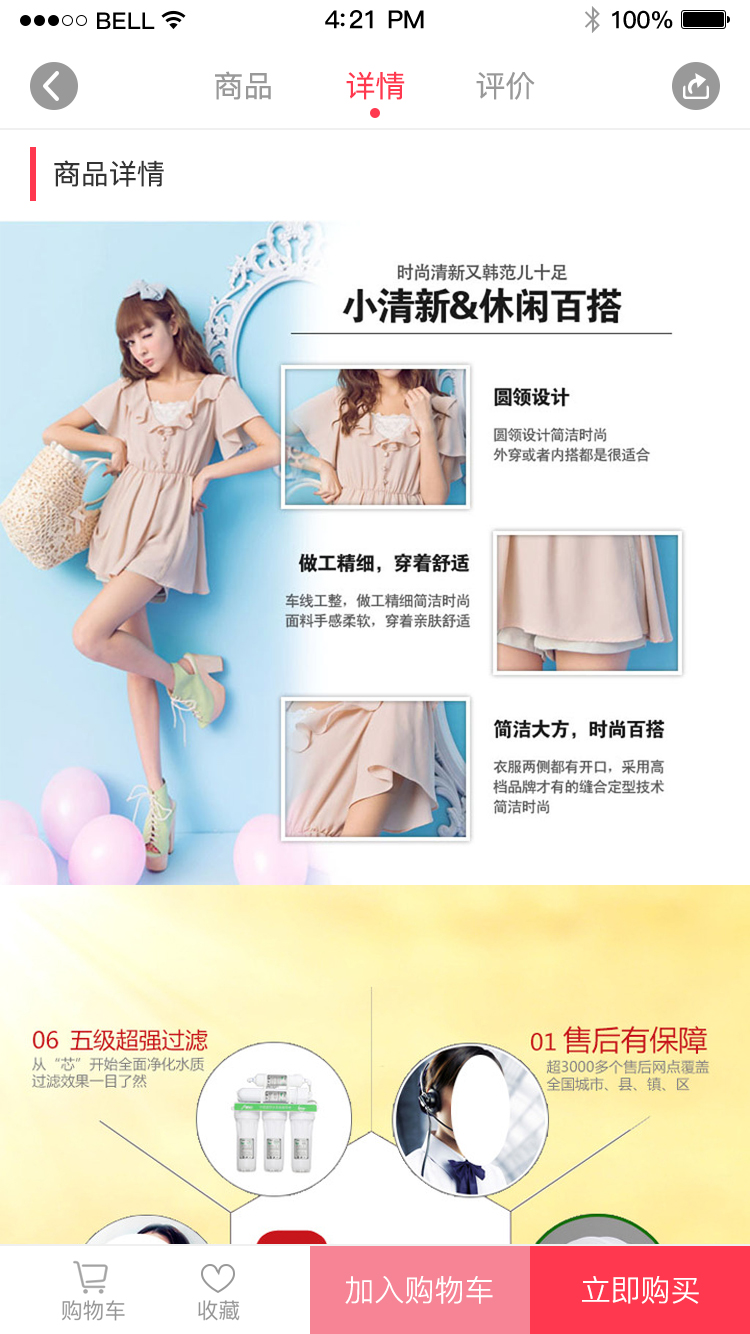 BELL 4:21 PM 100%
商品 详情 评价
商品详情
时尚清新又韩范儿十足
小清新&休闲百搭
圆领设计
圆领设计简洁时尚
外穿或者内搭都是很适合
做工精细，穿着舒适
车线工整，做工精细简洁时尚
面料手感柔软，穿着亲肤舒适
简洁大方，时尚百搭
衣服两侧都有开口，采用高
档品牌才有的缝合定型技术
简洁时尚
06 五级超强过滤
从“芯”开始全面净化水质
过滤效果一目了然
01 售后有保障
超3000多个售后网点覆盖
全国城市、县、镇、区
购物车 收藏 加入购物车 立即购买